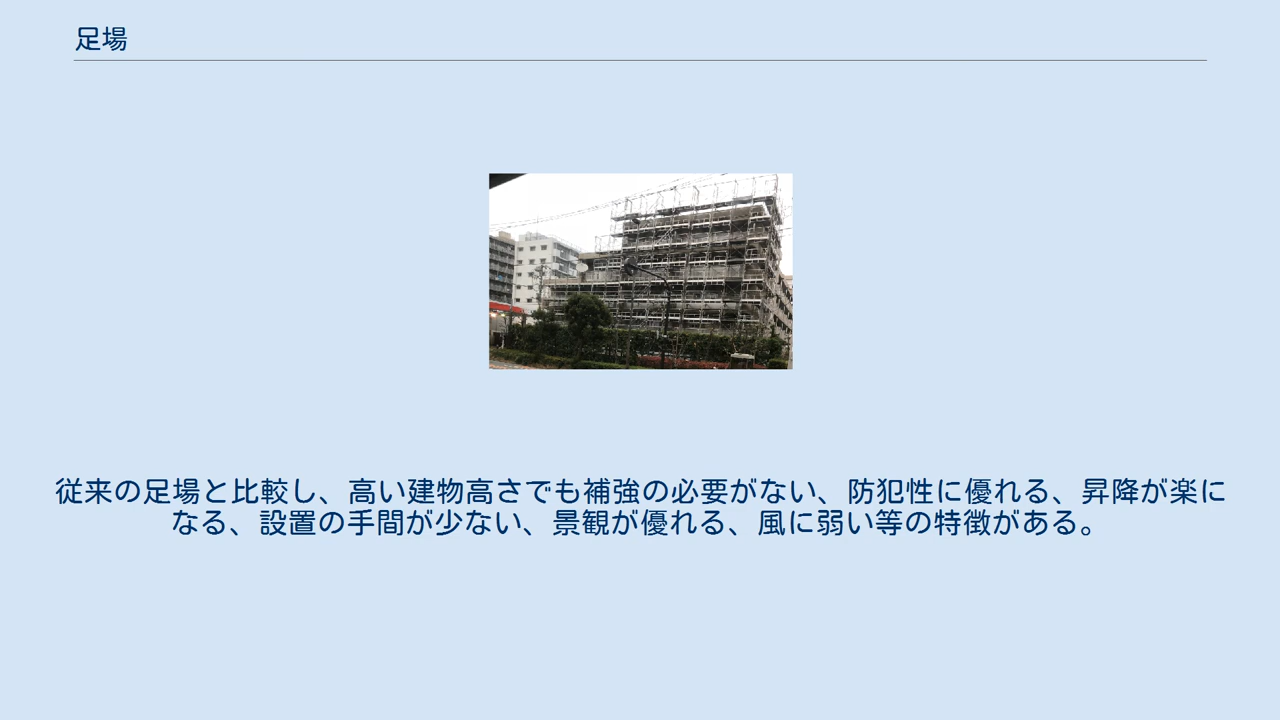 足場
従来の足場と比較し、高い建物高さでも補強の必要がない、防犯性に優れる、昇降が楽に
なる、設置の手間が少ない、景観が優れる、風に弱い等の特徴がある。